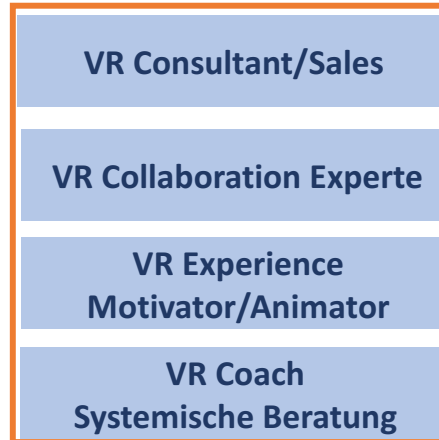 VR Consultant/Sales
VR Collaboration Experte
VR Experience
Motivator/Animator
VR Coach
Systemische Beratung